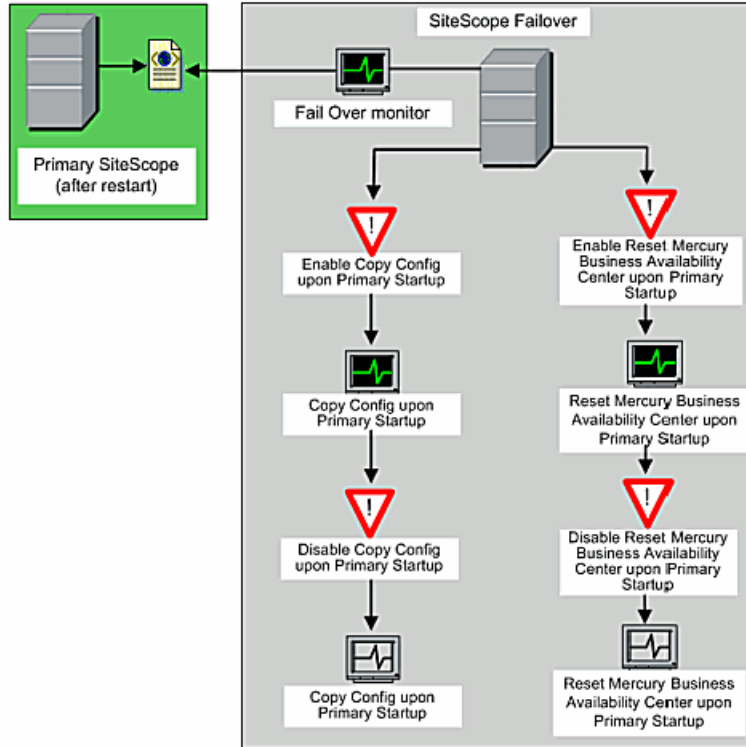 SiteScope Failover
Fail Over monitor
Primary SiteScope
(after restart)
!
Enable Copy Config
upon Primary Startup
Copy Config upon
Primary Startup
!
Disable Copy Config
upon Primary Startup
Copy Config upon
Primary Startup
!
Enable Reset Mercury
Business Availability
Center upon Primary
Startup
Reset Mercury Business
Availability Center upon
Primary Startup
!
Disable Reset Mercury
Business Availability
Center upon Primary
Startup
Reset Mercury Business
Availability Center upon
Primary Startup